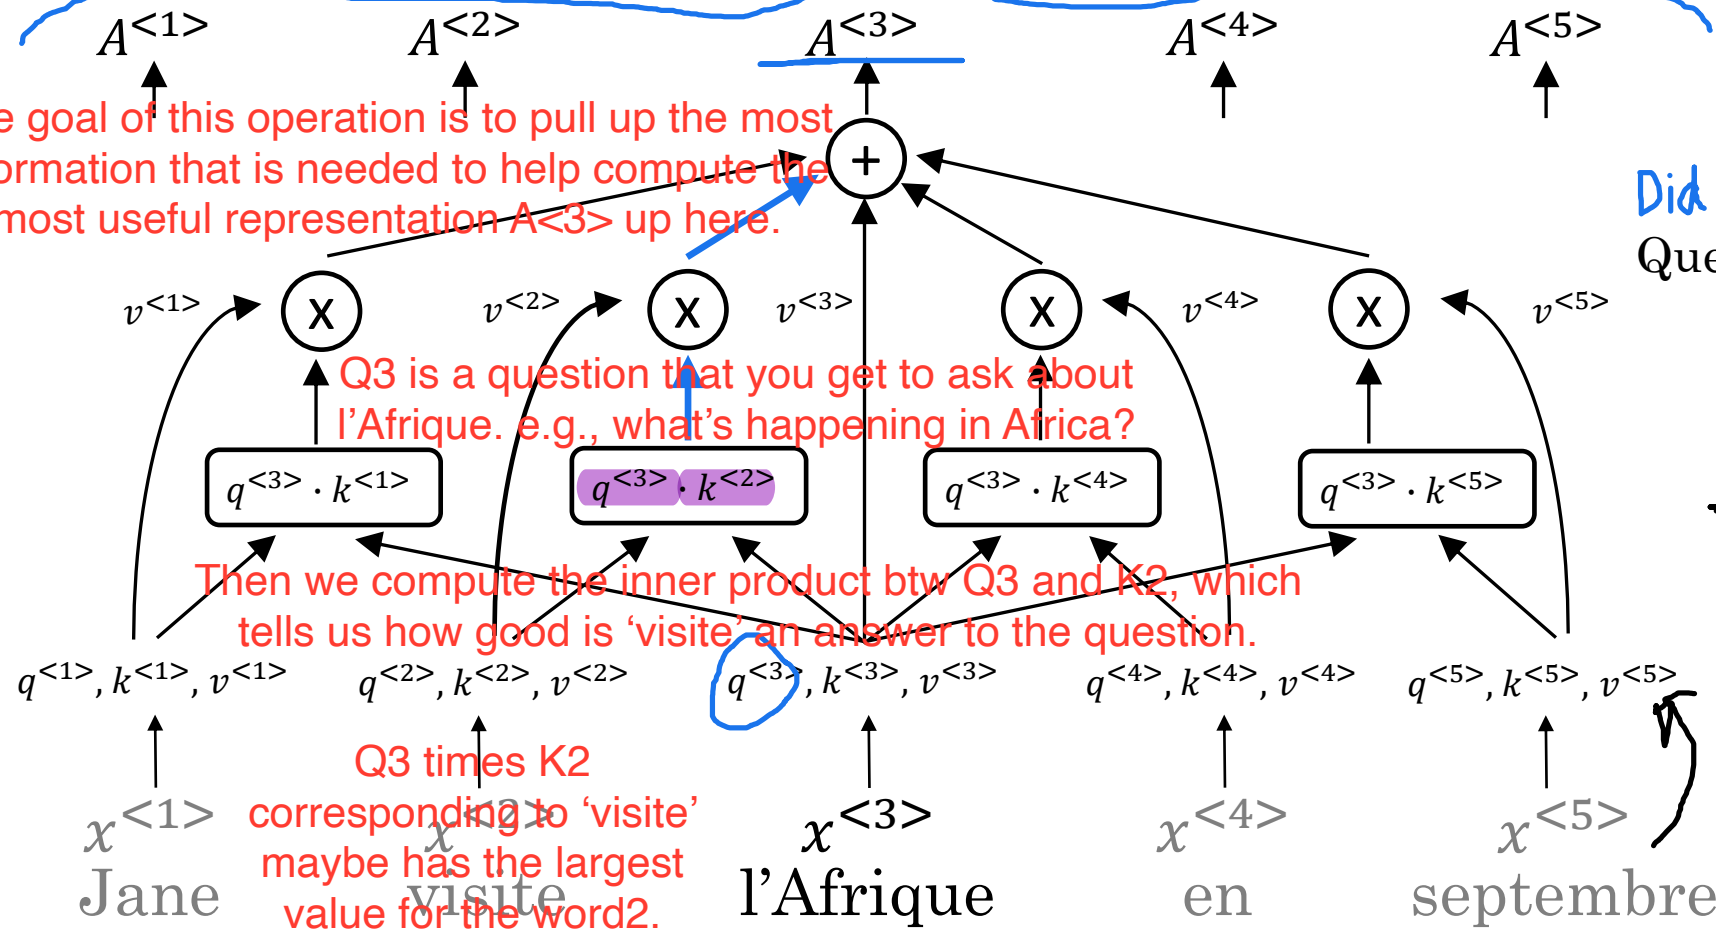 A<1> A<2> A<3> A<4> A<5>
goal of this operation is to pull up the most
that is needed to help compute the
most useful representation A<3> up here.
+
Did
v<1> X v<2> X v<3> X v<4> X v<5>
Q3 is a question that you get to ask about
l’Afrique. e.g., what’s happening in Africa?
q<3> · k<1> q<3> · k<2> q<3> · k<4> q<3> · k<5>
Then we compute the inner product btw Q3 and K2, which
tells us how good is ‘visite’ an answer to the question.
q<1>, k<1>, v<1> q<2>, k<2>, v<2> q<3>, k<3>, v<3> q<4>, k<4>, v<4> q<5>, k<5>, v<5>
Q3 times K2
corresponding to ‘visite’
maybe has the largest
value for the word2.
x<1> x<2> x<3> x<4> x<5>
Jane visite l’Afrique en septembre